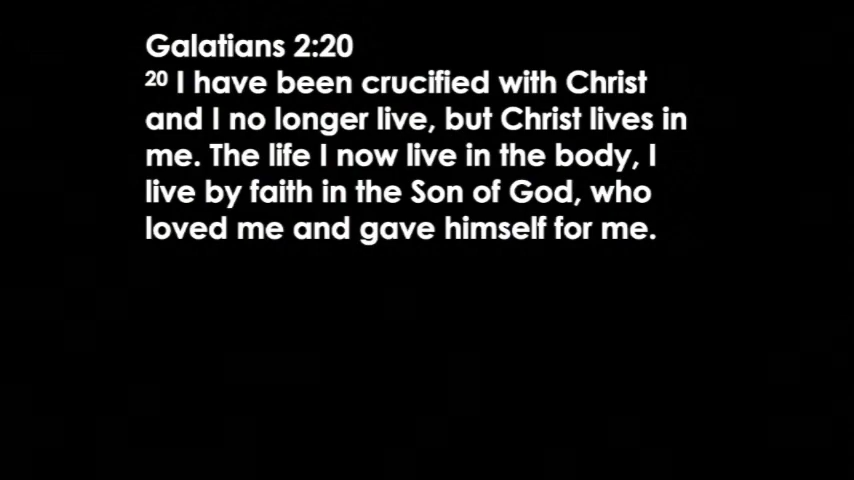 Galatians 2:20
20 I have been crucified with Christ
and I no longer live, but Christ lives in
me. The life I now live in the body, I
live by faith in the Son of God, who
loved me and gave himself for me.